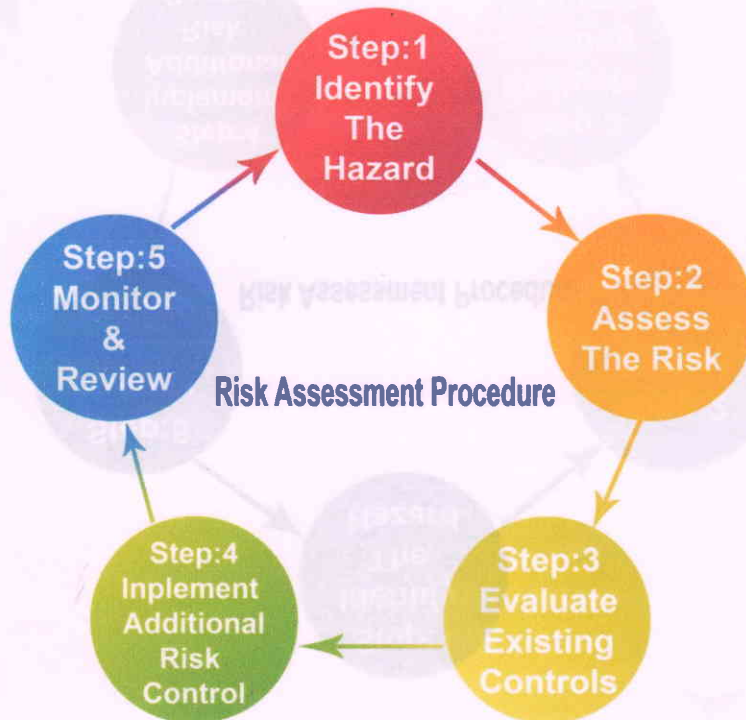 Step:1
Identify
The
Hazard
Step:2
Assess
The Risk
Step:3
Evaluate
Existing
Controls
Step:4
Inplement
Additional
Risk
Control
Step:5
Monitor
&
Review
Risk Assessment Procedure